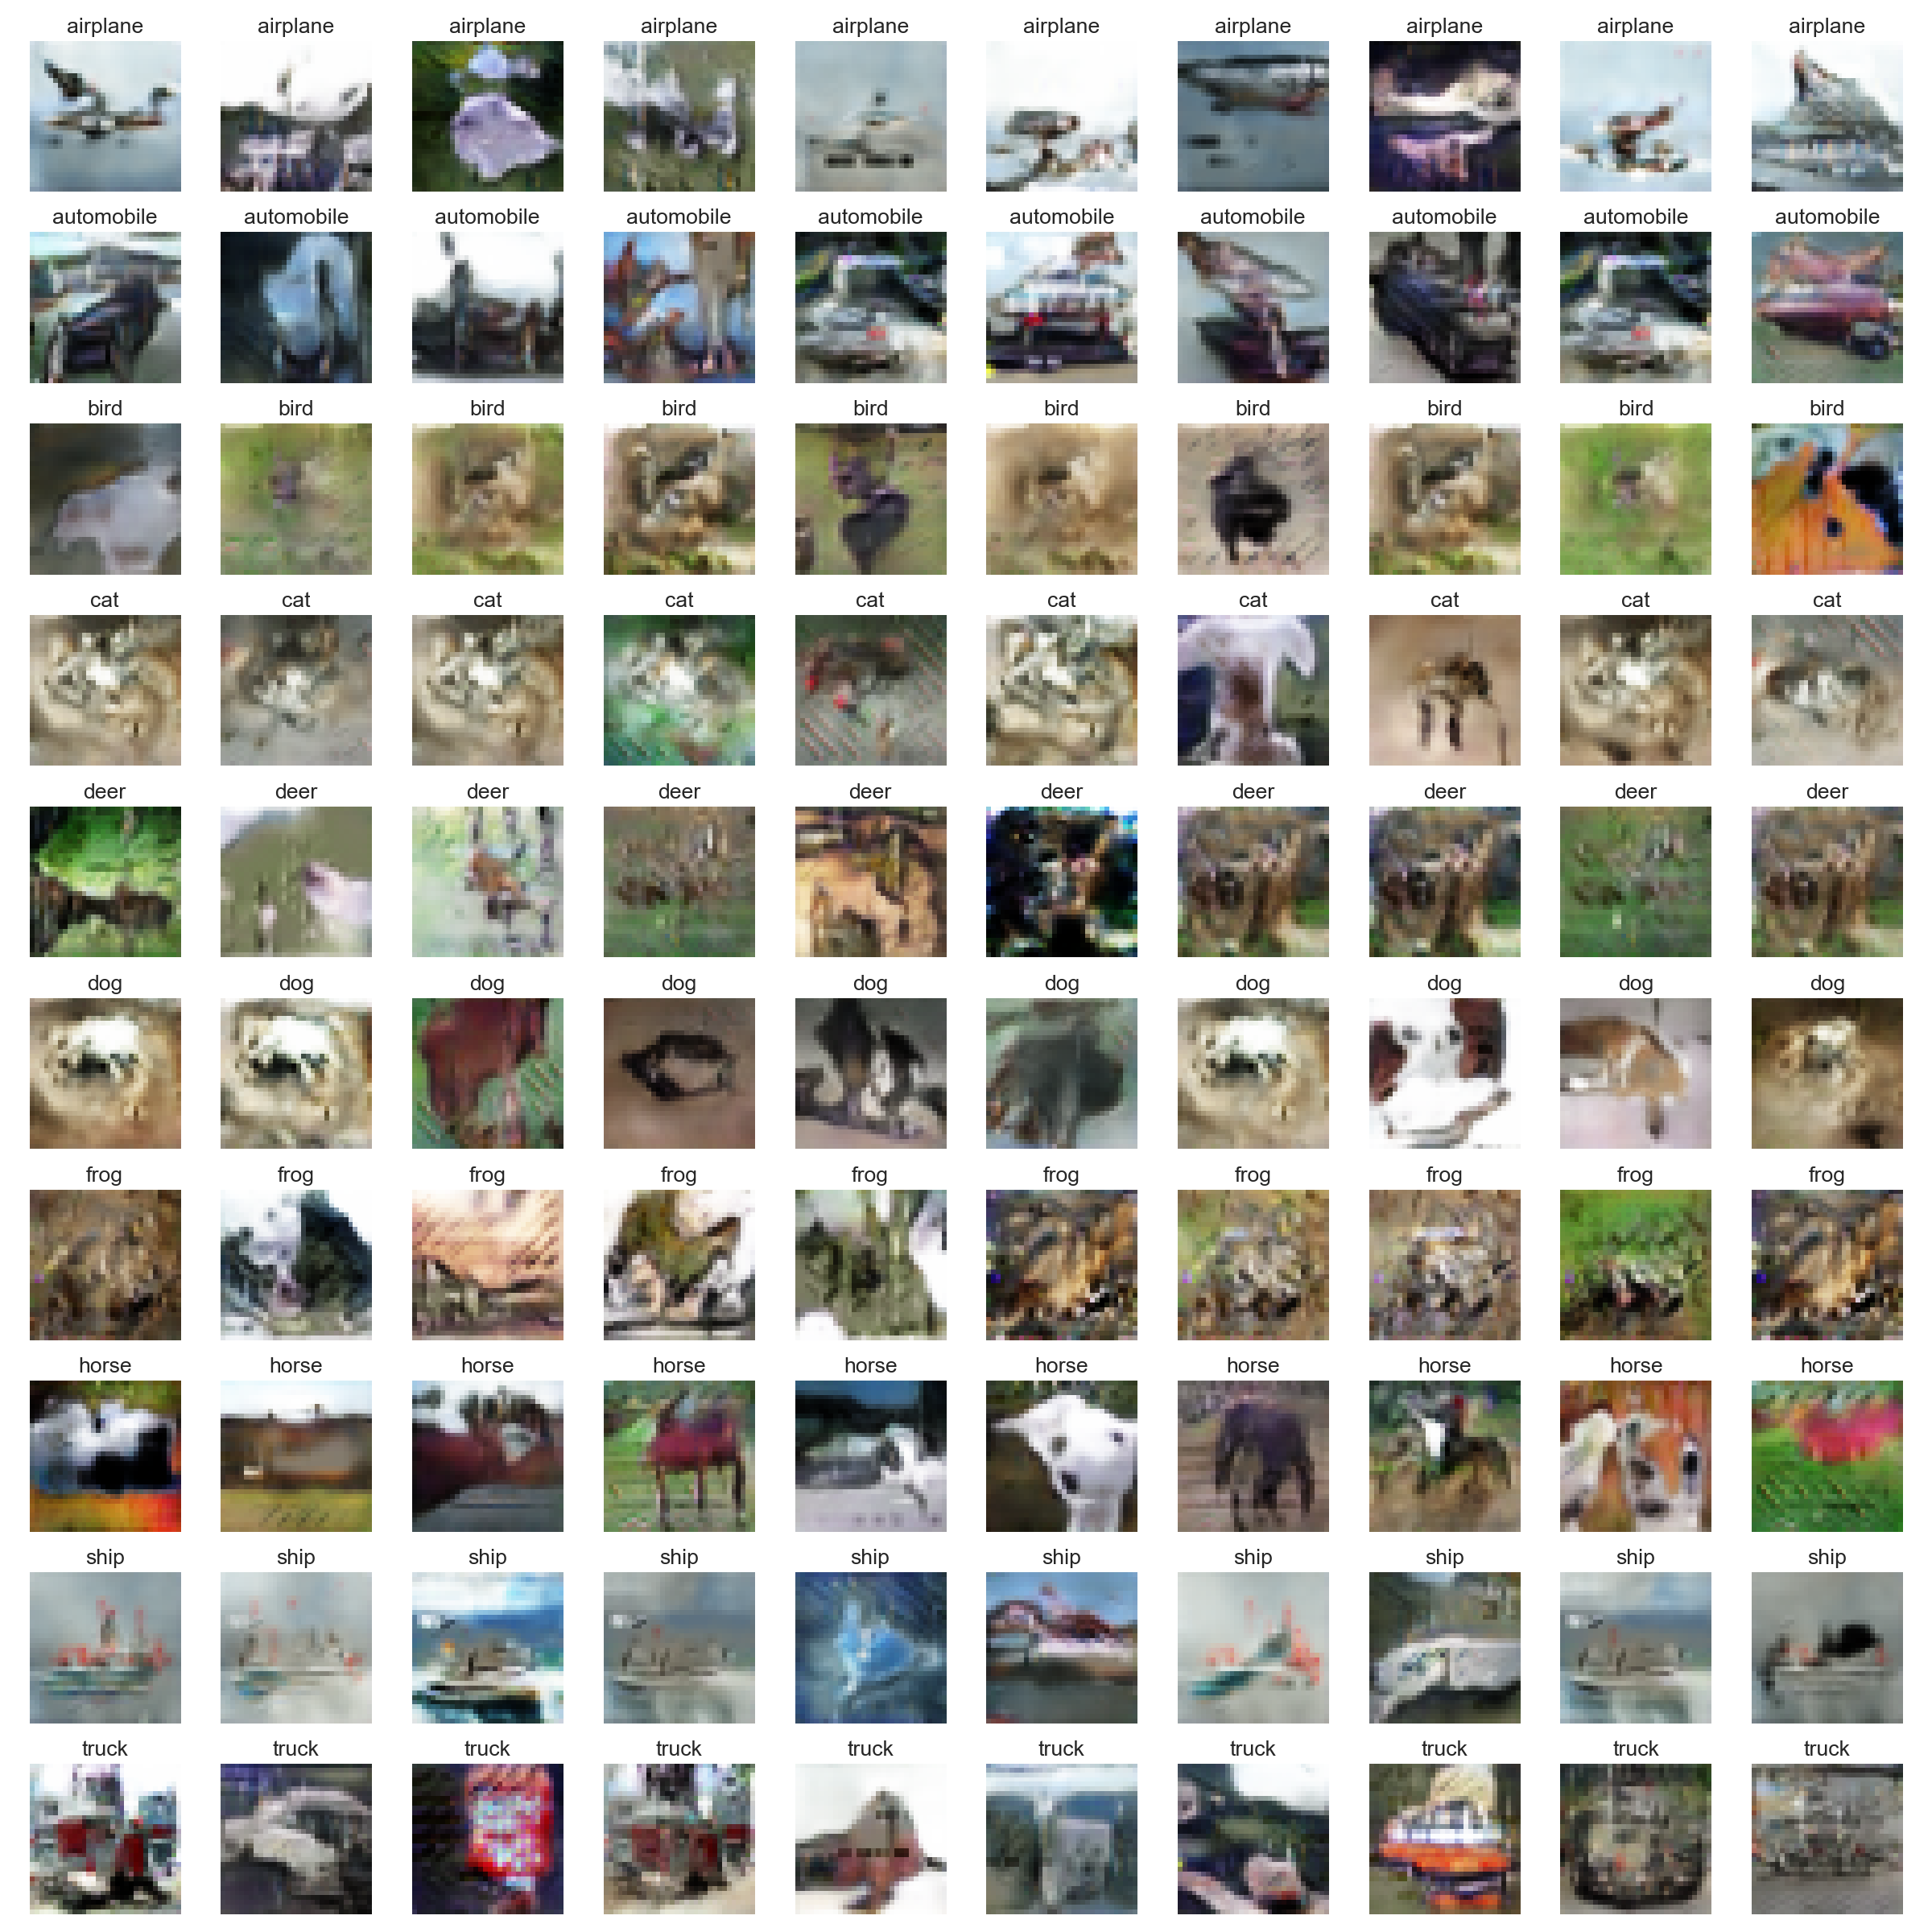 airplane airplane airplane airplane airplane airplane airplane airplane airplane airplane
automobile automobile automobile automobile automobile automobile automobile automobile automobile automobile
bird bird bird bird bird bird bird bird bird bird
cat cat cat cat cat cat cat cat cat cat
deer deer deer deer deer deer deer deer deer deer
dog dog dog dog dog dog dog dog dog dog
frog frog frog frog frog frog frog frog frog frog
horse horse horse horse horse horse horse horse horse horse
ship ship ship ship ship ship ship ship ship ship
truck truck truck truck truck truck truck truck truck truck